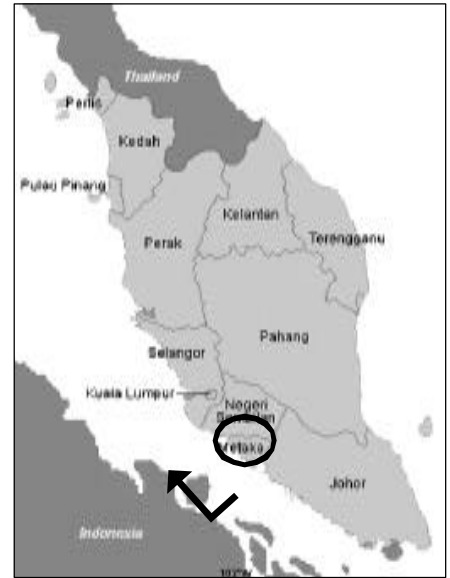 Thailand
Perlis
Kedah
Pulau Pinang
Kelantan
Terengganu
Perak
Pahang
Selangor
Kuala Lumpur
Negeri
Sembilan
Melaka
Johor
Indonesia